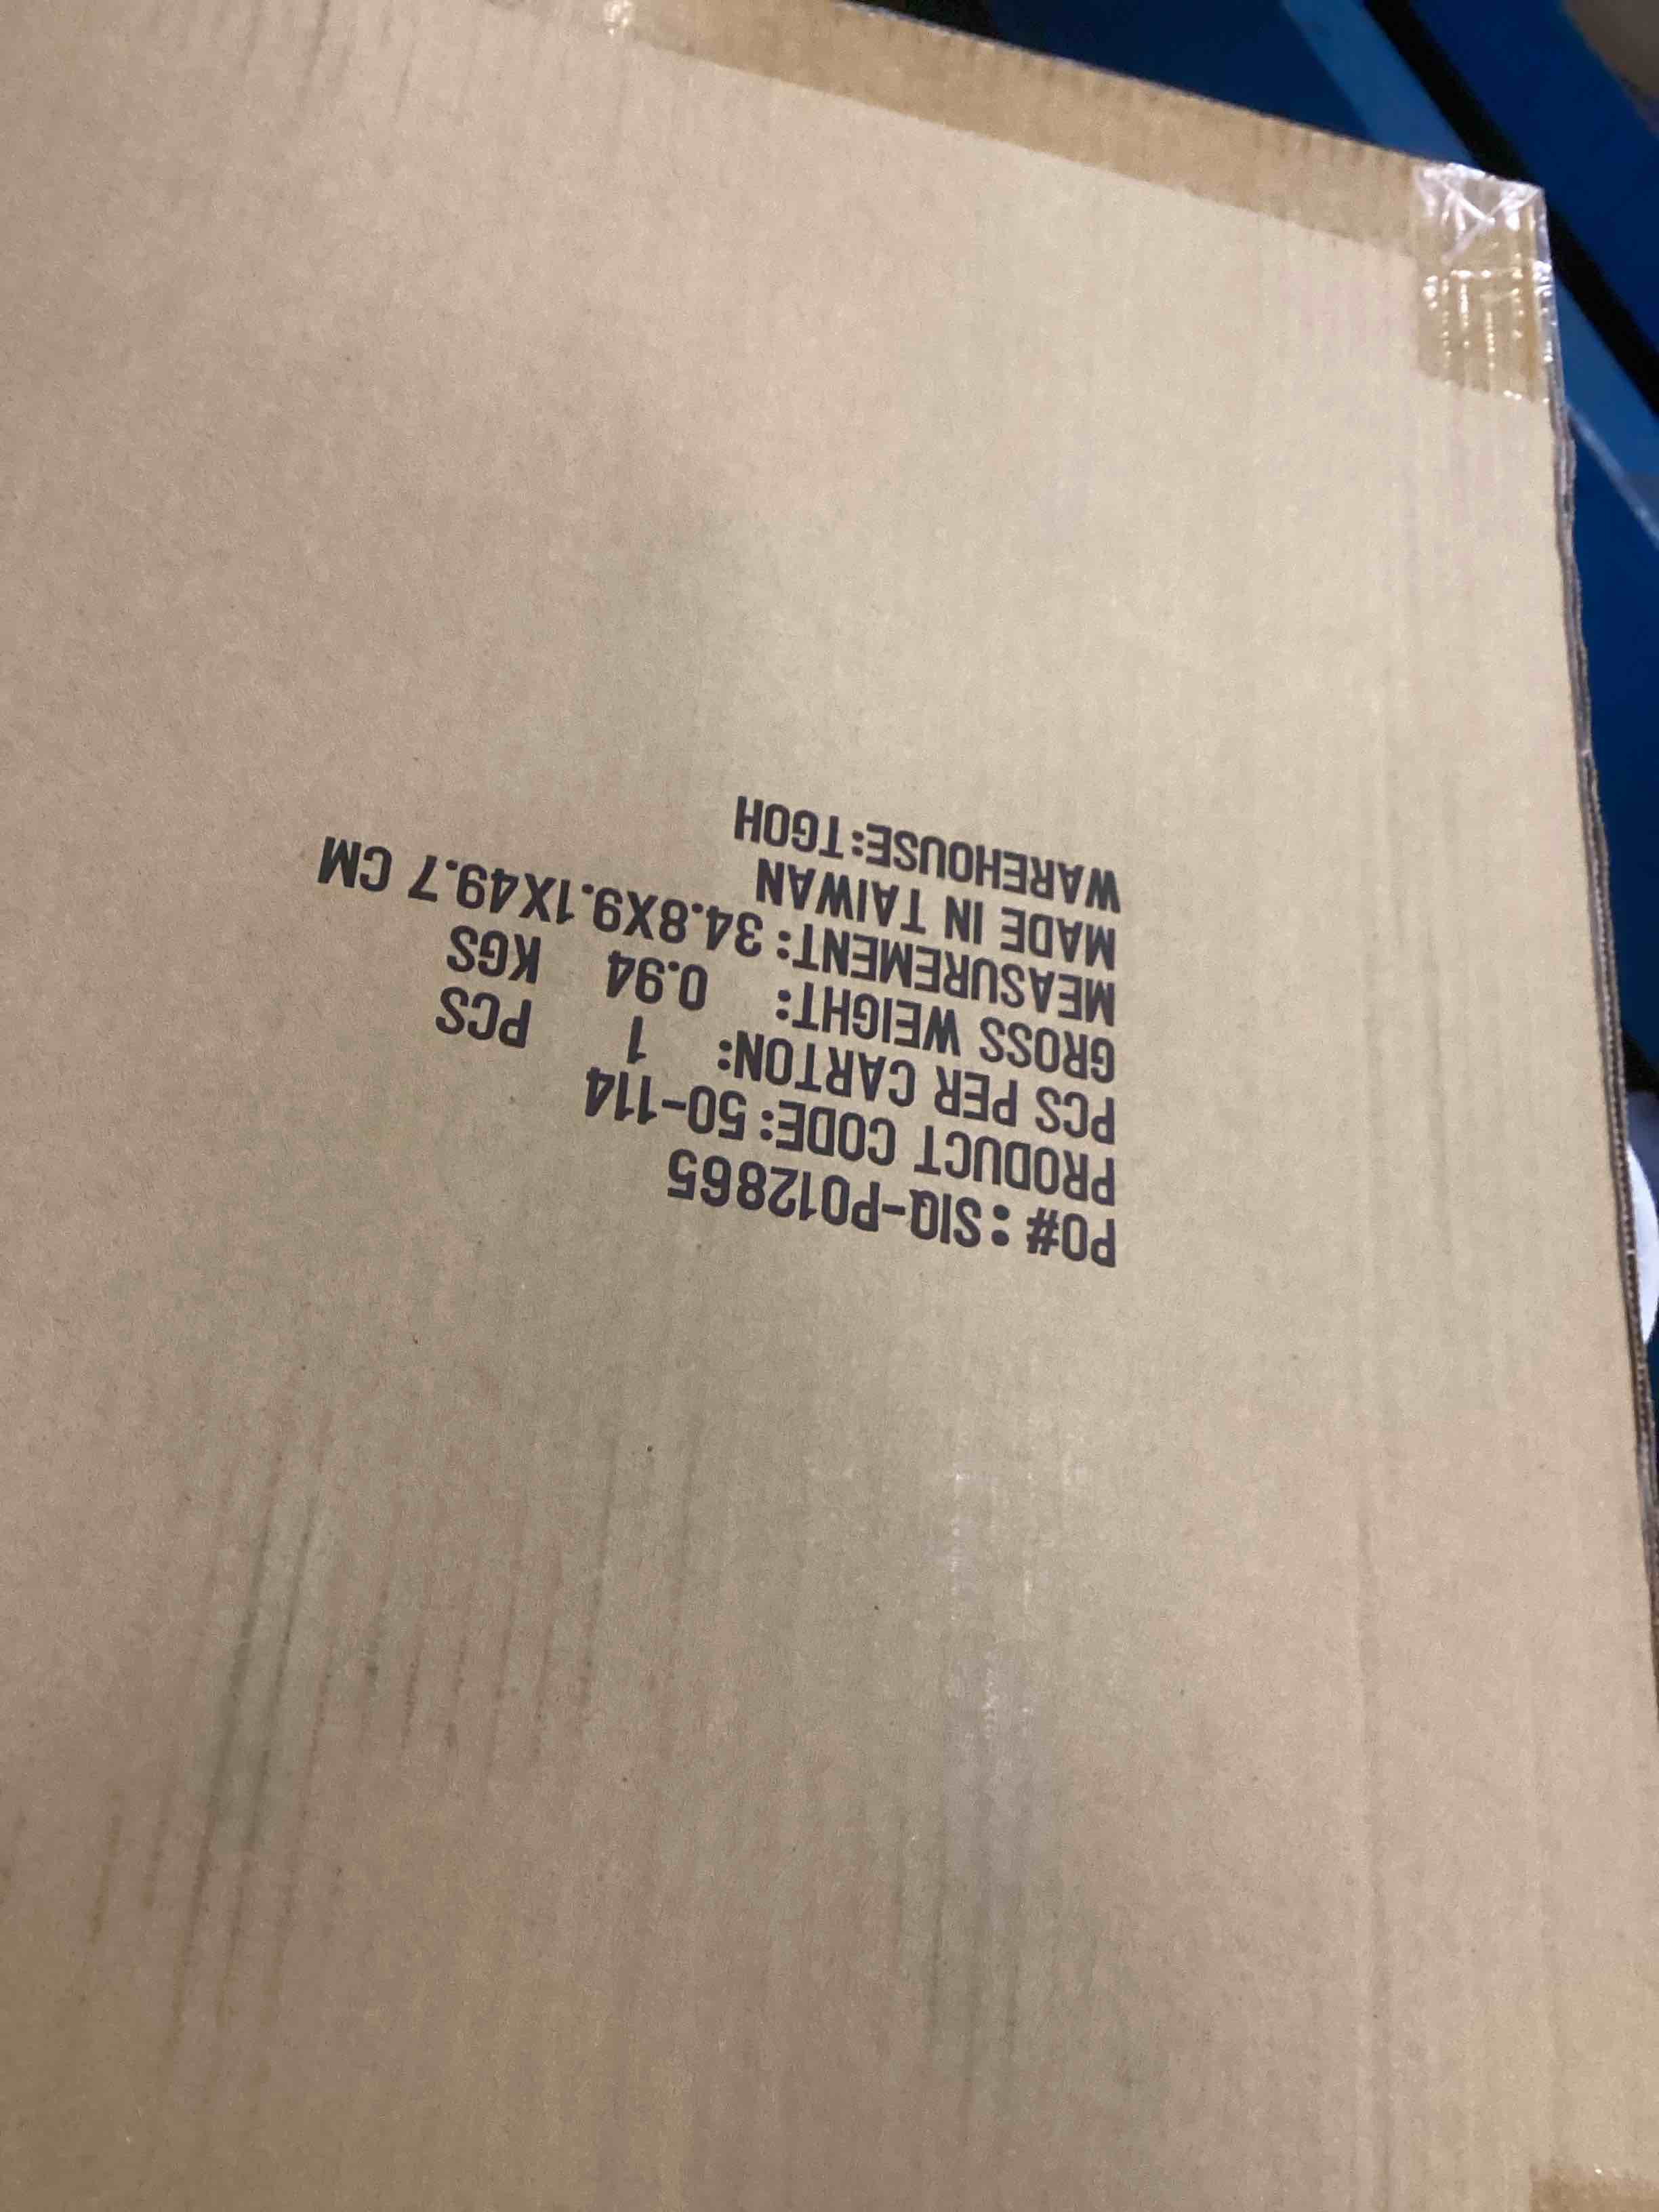 PO#:SIQ-PO12865
PRODUCT CODE:50-114
PCS PER CARTON: 1 PCS
GROSS WEIGHT: 0.94 KGS
MEASUREMENT: 34.8X9.1X49.7 CM
MADE IN TAIWAN
WAREHOUSE:TGOH